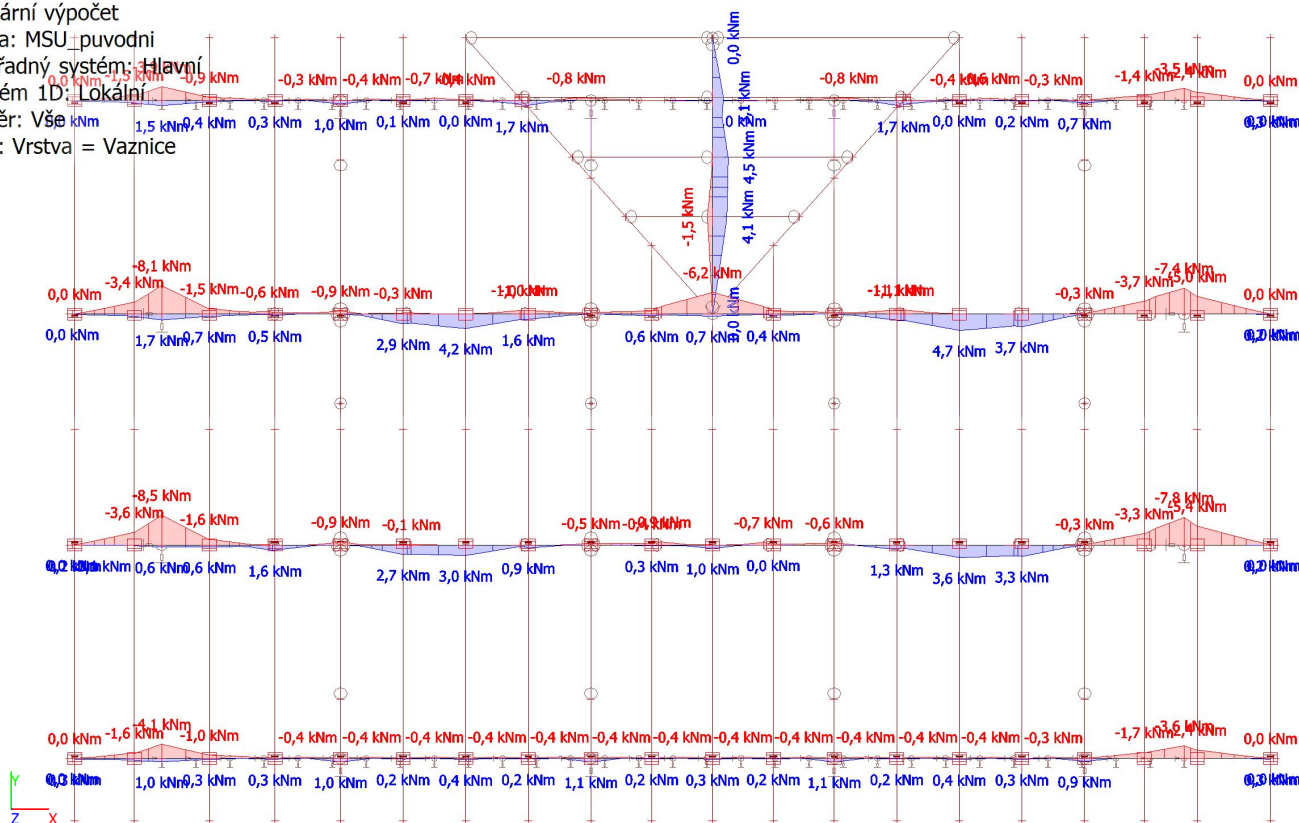 ární výpočet
a: MSU_puvodni
řadný systém: Hlavní
ém 1D: Lokální
ěr: Vše
: Vrstva = Vaznice
0,0 kNm -1,5 kNm -0,9 kNm -0,3 kNm -0,4 kNm -0,7 kNm -0,8 kNm -0,8 kNm -0,4 kNm -0,3 kNm -1,4 kNm -3,5 kNm 0,0 kNm
1,5 kNm 0,4 kNm 0,3 kNm 1,0 kNm 0,1 kNm 0,0 kNm 1,7 kNm 1,7 kNm 0,0 kNm 0,2 kNm 0,7 kNm
0,0 kNm
3,1 kNm
4,5 kNm
4,1 kNm
-1,5 kNm
0,0 kNm -3,4 kNm -8,1 kNm -1,5 kNm -0,6 kNm -0,9 kNm -0,3 kNm -6,2 kNm -0,3 kNm -3,7 kNm -7,4 kNm 0,0 kNm
0,0 kNm 1,7 kNm 0,7 kNm 0,5 kNm 2,9 kNm 4,2 kNm 1,6 kNm 0,6 kNm 0,7 kNm 0,4 kNm 4,7 kNm 3,7 kNm
-3,6 kNm -8,5 kNm -1,6 kNm -0,9 kNm -0,1 kNm -0,5 kNm -0,7 kNm -0,6 kNm -0,3 kNm -3,3 kNm -7,8 kNm
0,6 kNm 0,6 kNm 1,6 kNm 2,7 kNm 3,0 kNm 0,9 kNm 0,3 kNm 1,0 kNm 0,0 kNm 1,3 kNm 3,6 kNm 3,3 kNm
0,0 kNm -1,6 kNm -4,1 kNm -1,0 kNm -0,4 kNm -0,4 kNm -0,4 kNm -0,4 kNm -0,4 kNm -0,4 kNm -0,4 kNm -0,4 kNm -0,4 kNm -0,4 kNm -0,4 kNm -0,4 kNm -0,3 kNm -1,7 kNm -3,6 kNm 0,0 kNm
1,0 kNm 0,3 kNm 0,3 kNm 1,0 kNm 0,2 kNm 0,4 kNm 0,2 kNm 1,1 kNm 0,2 kNm 0,3 kNm 0,2 kNm 1,1 kNm 0,2 kNm 0,4 kNm 0,3 kNm 0,9 kNm
Y
Z X